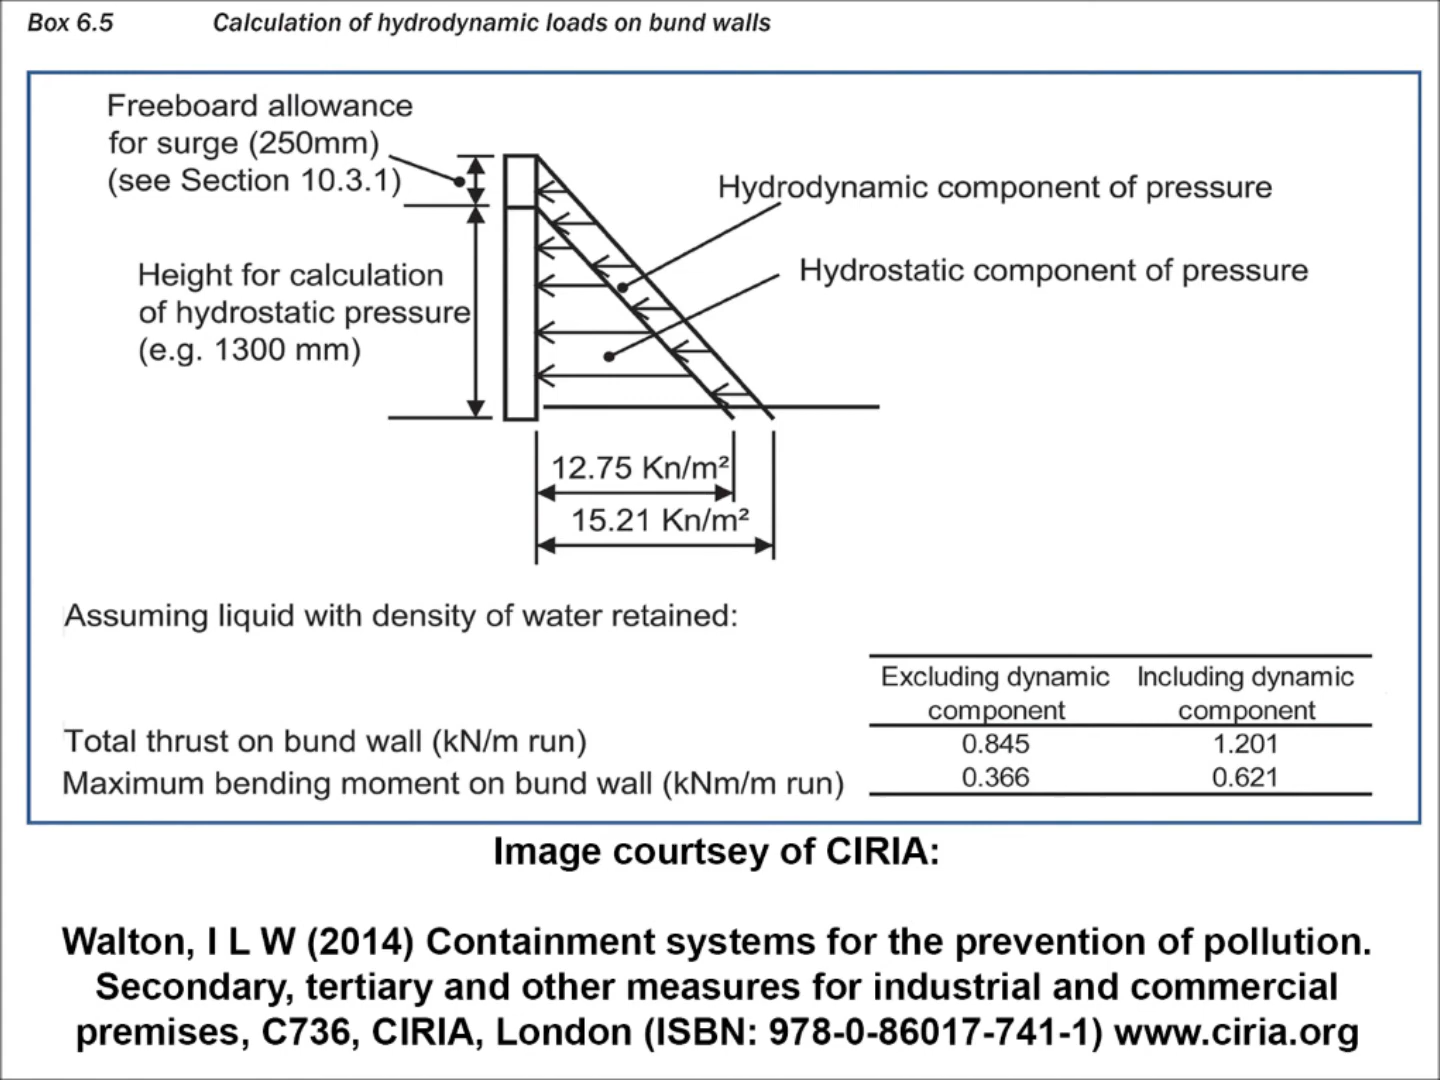 Box 6.5 Calculation of hydrodynamic loads on bund walls
Freeboard allowance
for surge (250mm)
(see Section 10.3.1)
Hydrodynamic component of pressure
Hydrostatic component of pressure
Height for calculation
of hydrostatic pressure
(e.g. 1300 mm)
12.75 Kn/m²
15.21 Kn/m²
Assuming liquid with density of water retained:
Excluding dynamic Including dynamic
component component
Total thrust on bund wall (kN/m run) 0.845 1.201
Maximum bending moment on bund wall (kNm/m run) 0.366 0.621
Image courtsey of CIRIA:
Walton, I L W (2014) Containment systems for the prevention of pollution.
Secondary, tertiary and other measures for industrial and commercial
premises, C736, CIRIA, London (ISBN: 978-0-86017-741-1) www.ciria.org